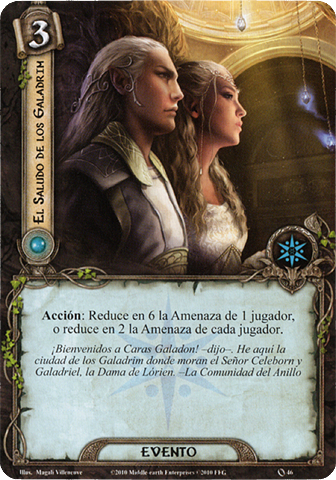 3
EL SALUDO DE LOS GALADRIM
Acción: Reduce en 6 la Amenaza de 1 jugador,
o reduce en 2 la Amenaza de cada jugador.
¡Bienvenidos a Caras Galadon! –dijo–. He aquí la
ciudad de los Galadrim donde moran el Señor Celeborn y
Galadriel, la Dama de Lórien. –La Comunidad del Anillo
EVENTO
Illus. Magali Villeneuve
©2010 Middle-earth Enterprises ©2010 FFG
46